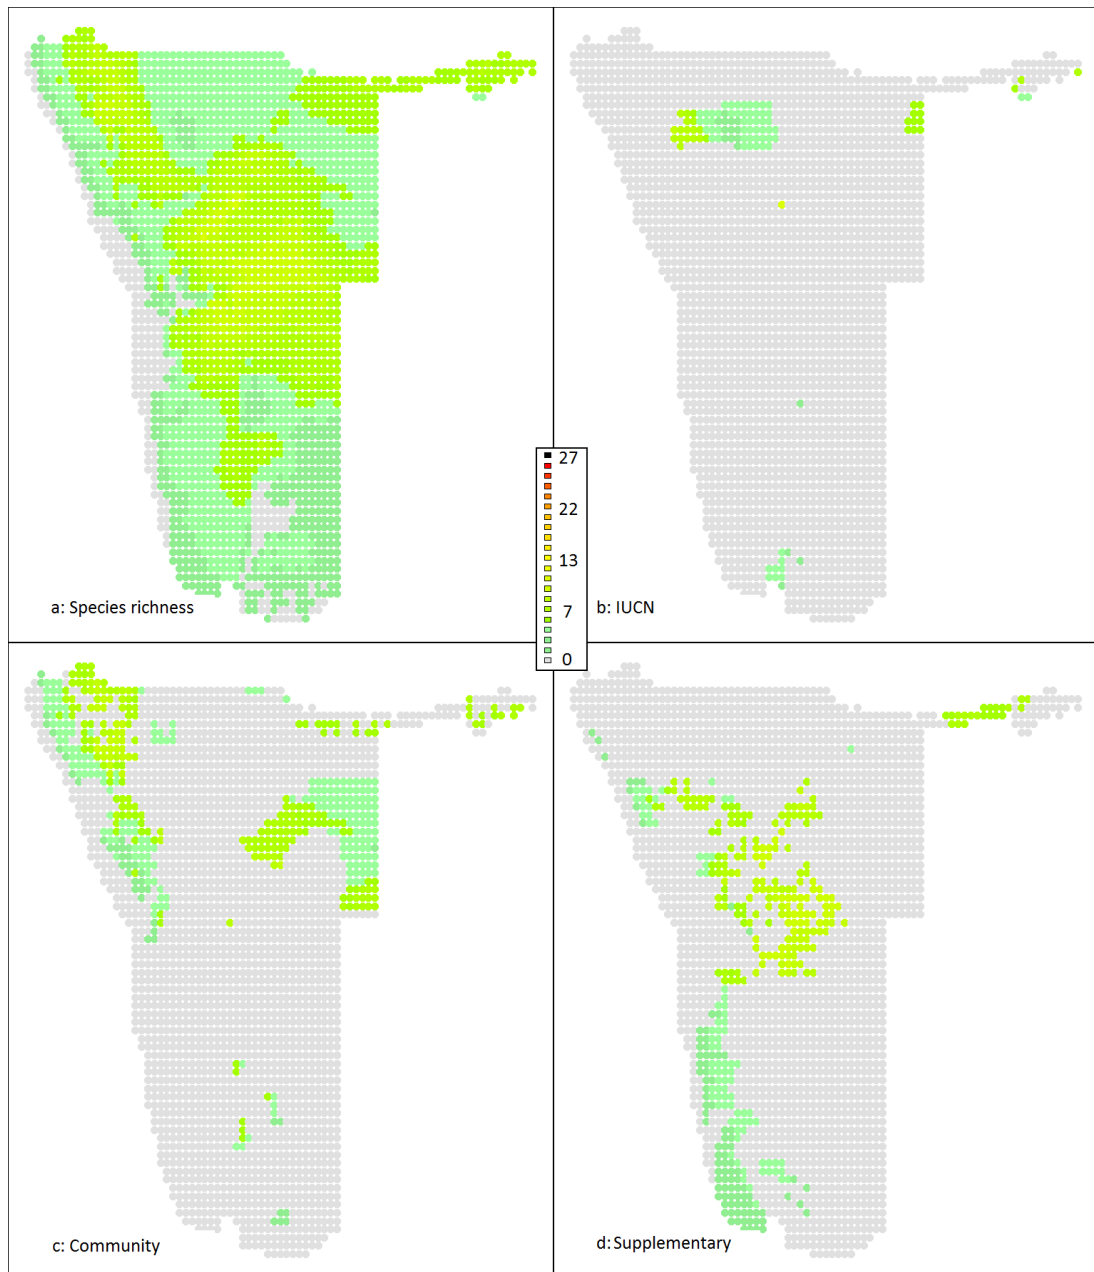 a: Species richness
b: IUCN
27
22
13
7
0
c: Community
d: Supplementary